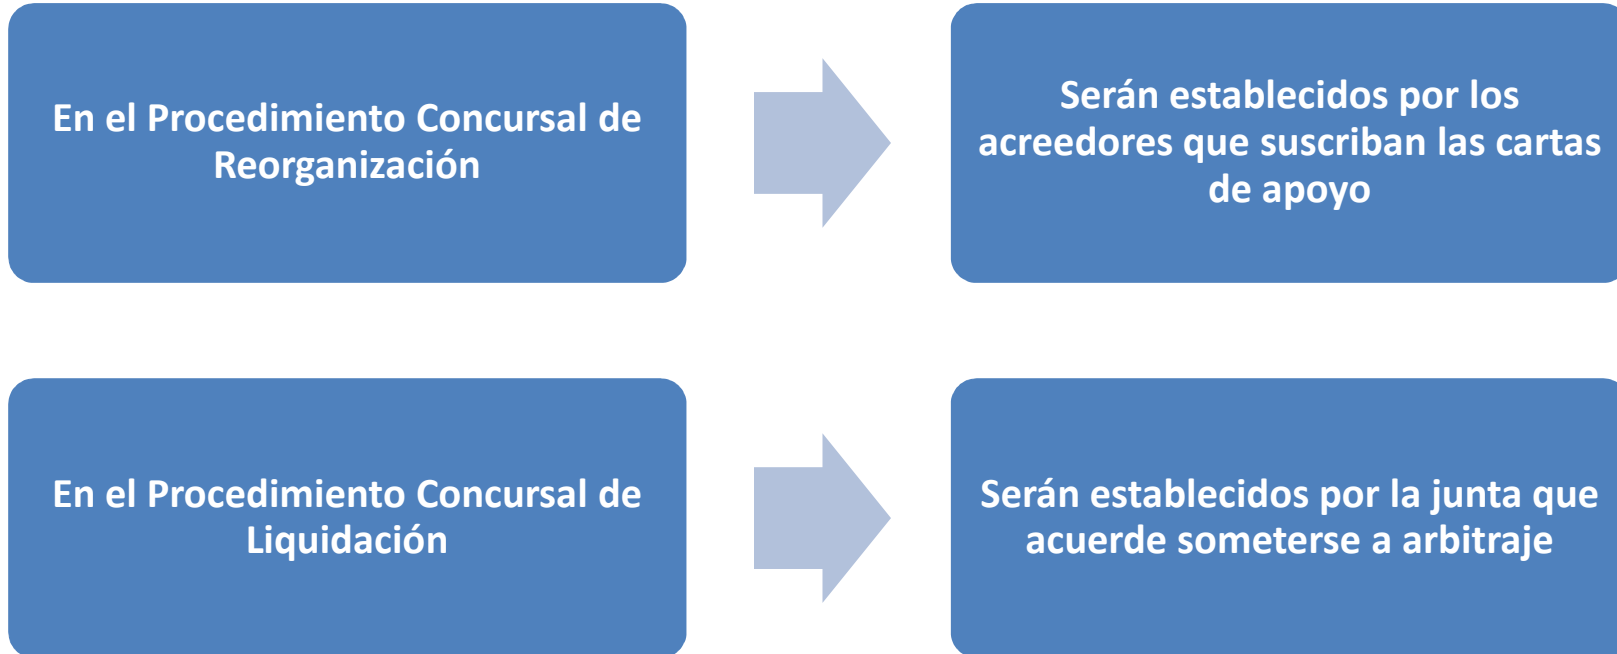 En el Procedimiento Concursal de
Reorganización
Serán establecidos por los
acreedores que suscriban las cartas
de apoyo
En el Procedimiento Concursal de
Liquidación
Serán establecidos por la junta que
acuerde someterse a arbitraje